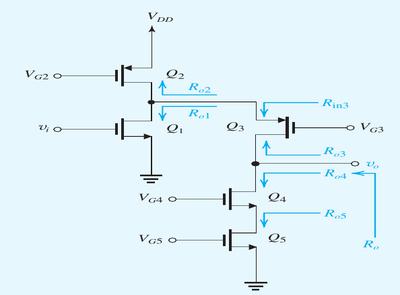 V_DD
V_G2
Q_2
R_o2
R_o1
R_in3
v_i
Q_1
Q_3
V_G3
R_o3
v_o
R_o4
V_G4
Q_4
R_o5
V_G5
Q_5
R_o